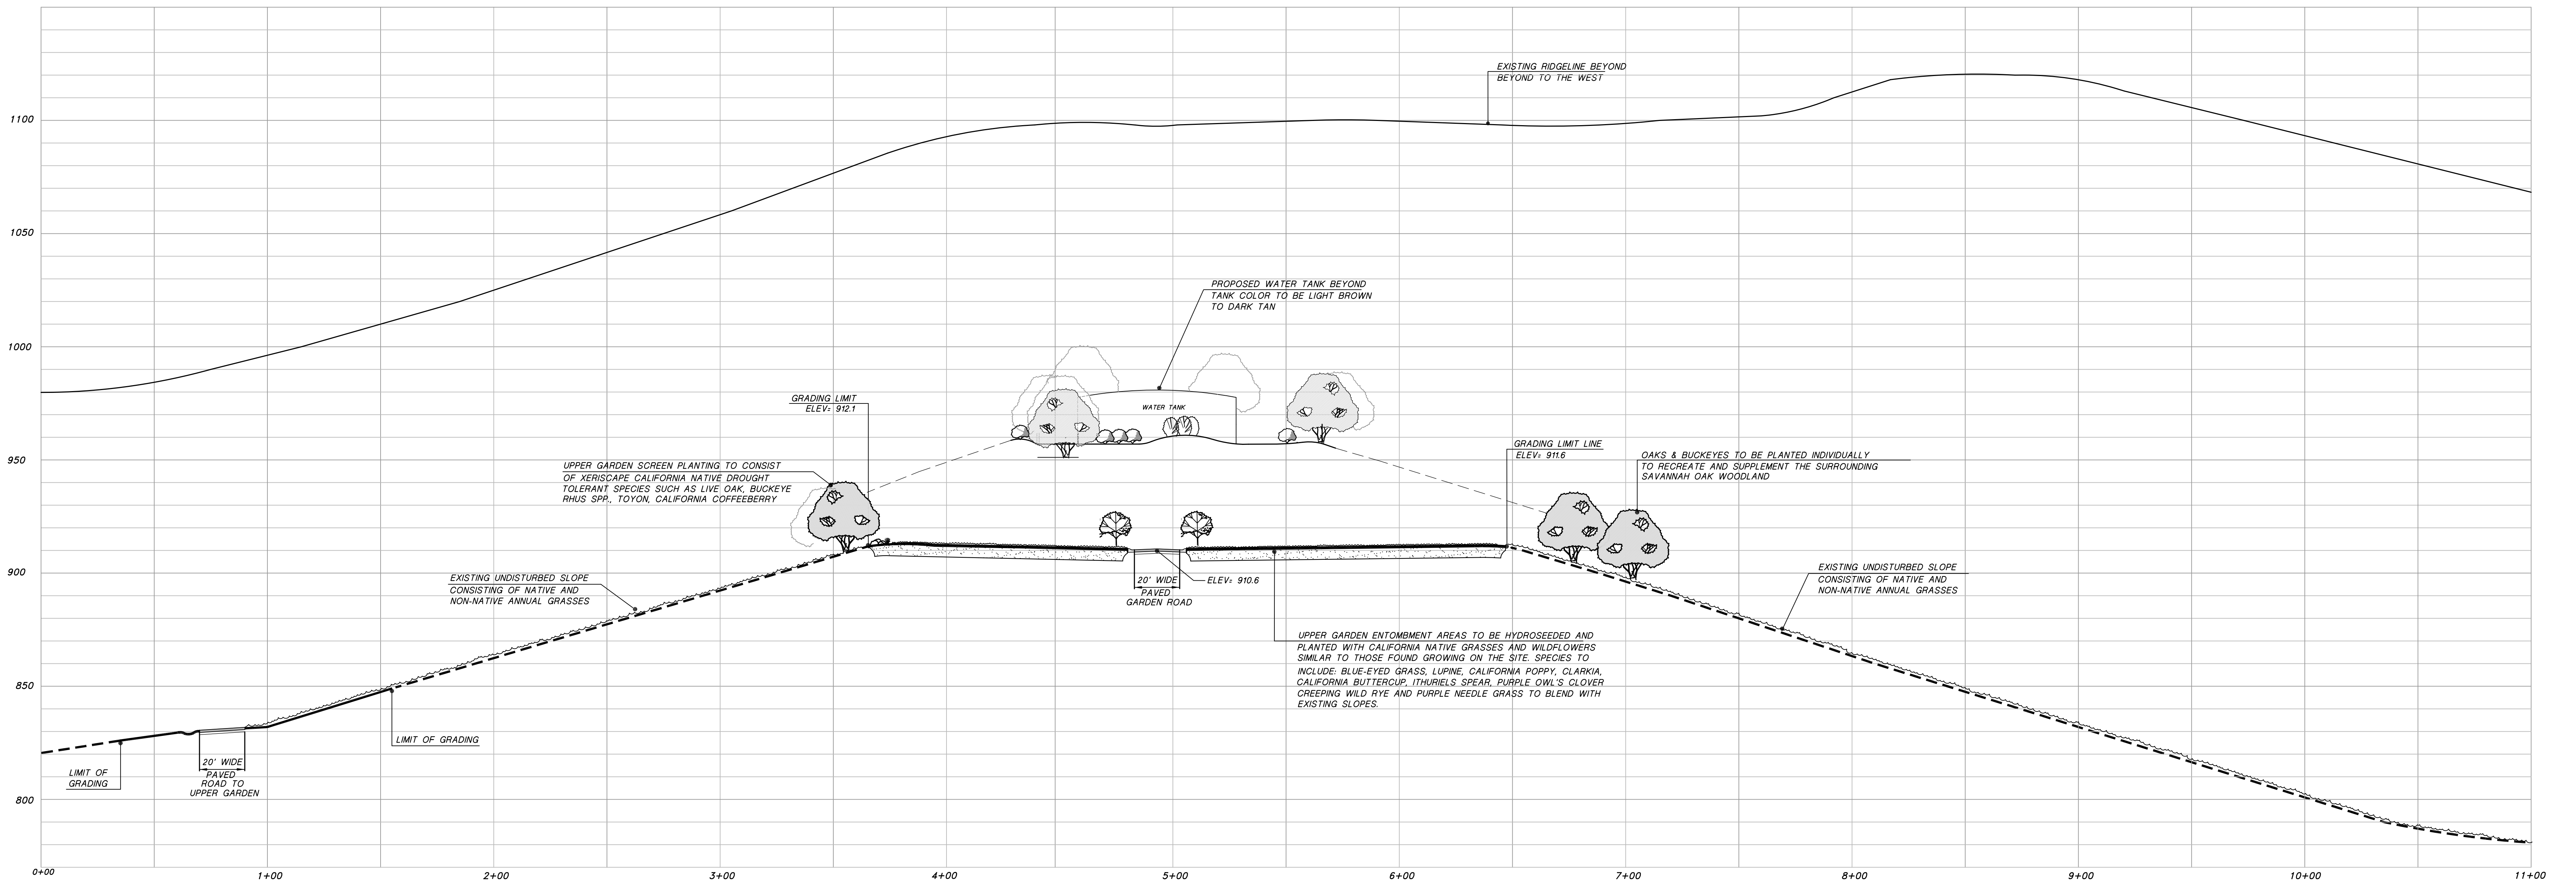 EXISTING RIDGELINE BEYOND
BEYOND TO THE WEST
1100
1050
PROPOSED WATER TANK BEYOND
TANK COLOR TO BE LIGHT BROWN
TO DARK TAN
1000
GRADING LIMIT
ELEV= 912.1
WATER TANK
GRADING LIMIT LINE
ELEV= 911.6
950
UPPER GARDEN SCREEN PLANTING TO CONSIST
OF XERISCAPE CALIFORNIA NATIVE DROUGHT
TOLERANT SPECIES SUCH AS LIVE OAK, BUCKEYE
RHUS SPP., TOYON, CALIFORNIA COFFEEBERRY
OAKS & BUCKEYES TO BE PLANTED INDIVIDUALLY
TO RECREATE AND SUPPLEMENT THE SURROUNDING
SAVANNAH OAK WOODLAND
900
EXISTING UNDISTURBED SLOPE
CONSISTING OF NATIVE AND
NON-NATIVE ANNUAL GRASSES
20' WIDE
PAVED
GARDEN ROAD
ELEV= 910.6
EXISTING UNDISTURBED SLOPE
CONSISTING OF NATIVE AND
NON-NATIVE ANNUAL GRASSES
UPPER GARDEN ENTOMBMENT AREAS TO BE HYDROSEEDED AND
PLANTED WITH CALIFORNIA NATIVE GRASSES AND WILDFLOWERS
SIMILAR TO THOSE FOUND GROWING ON THE SITE. SPECIES TO
INCLUDE: BLUE-EYED GRASS, LUPINE, CALIFORNIA POPPY, CLARKIA,
CALIFORNIA BUTTERCUP, ITHURIELS SPEAR, PURPLE OWL'S CLOVER
CREEPING WILD RYE AND PURPLE NEEDLE GRASS TO BLEND WITH
EXISTING SLOPES.
850
LIMIT OF GRADING
LIMIT OF
GRADING
20' WIDE
PAVED
ROAD TO
UPPER GARDEN
800
0+00
1+00
2+00
3+00
4+00
5+00
6+00
7+00
8+00
9+00
10+00
11+00